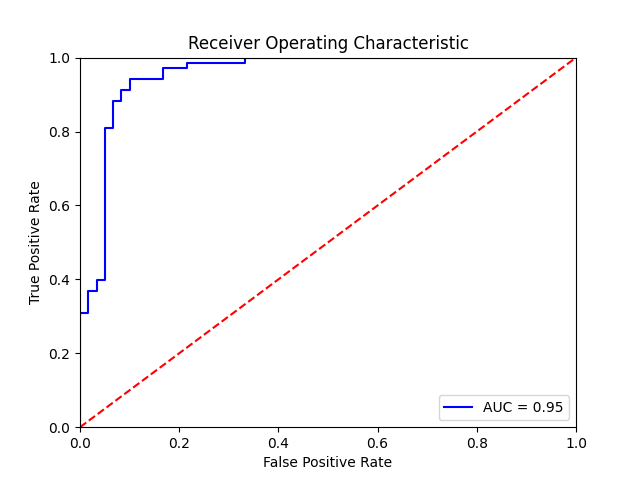 Receiver Operating Characteristic
True Positive Rate
1.0
0.8
0.6
0.4
0.2
0.0
AUC = 0.95
0.0 0.2 0.4 0.6 0.8 1.0
False Positive Rate